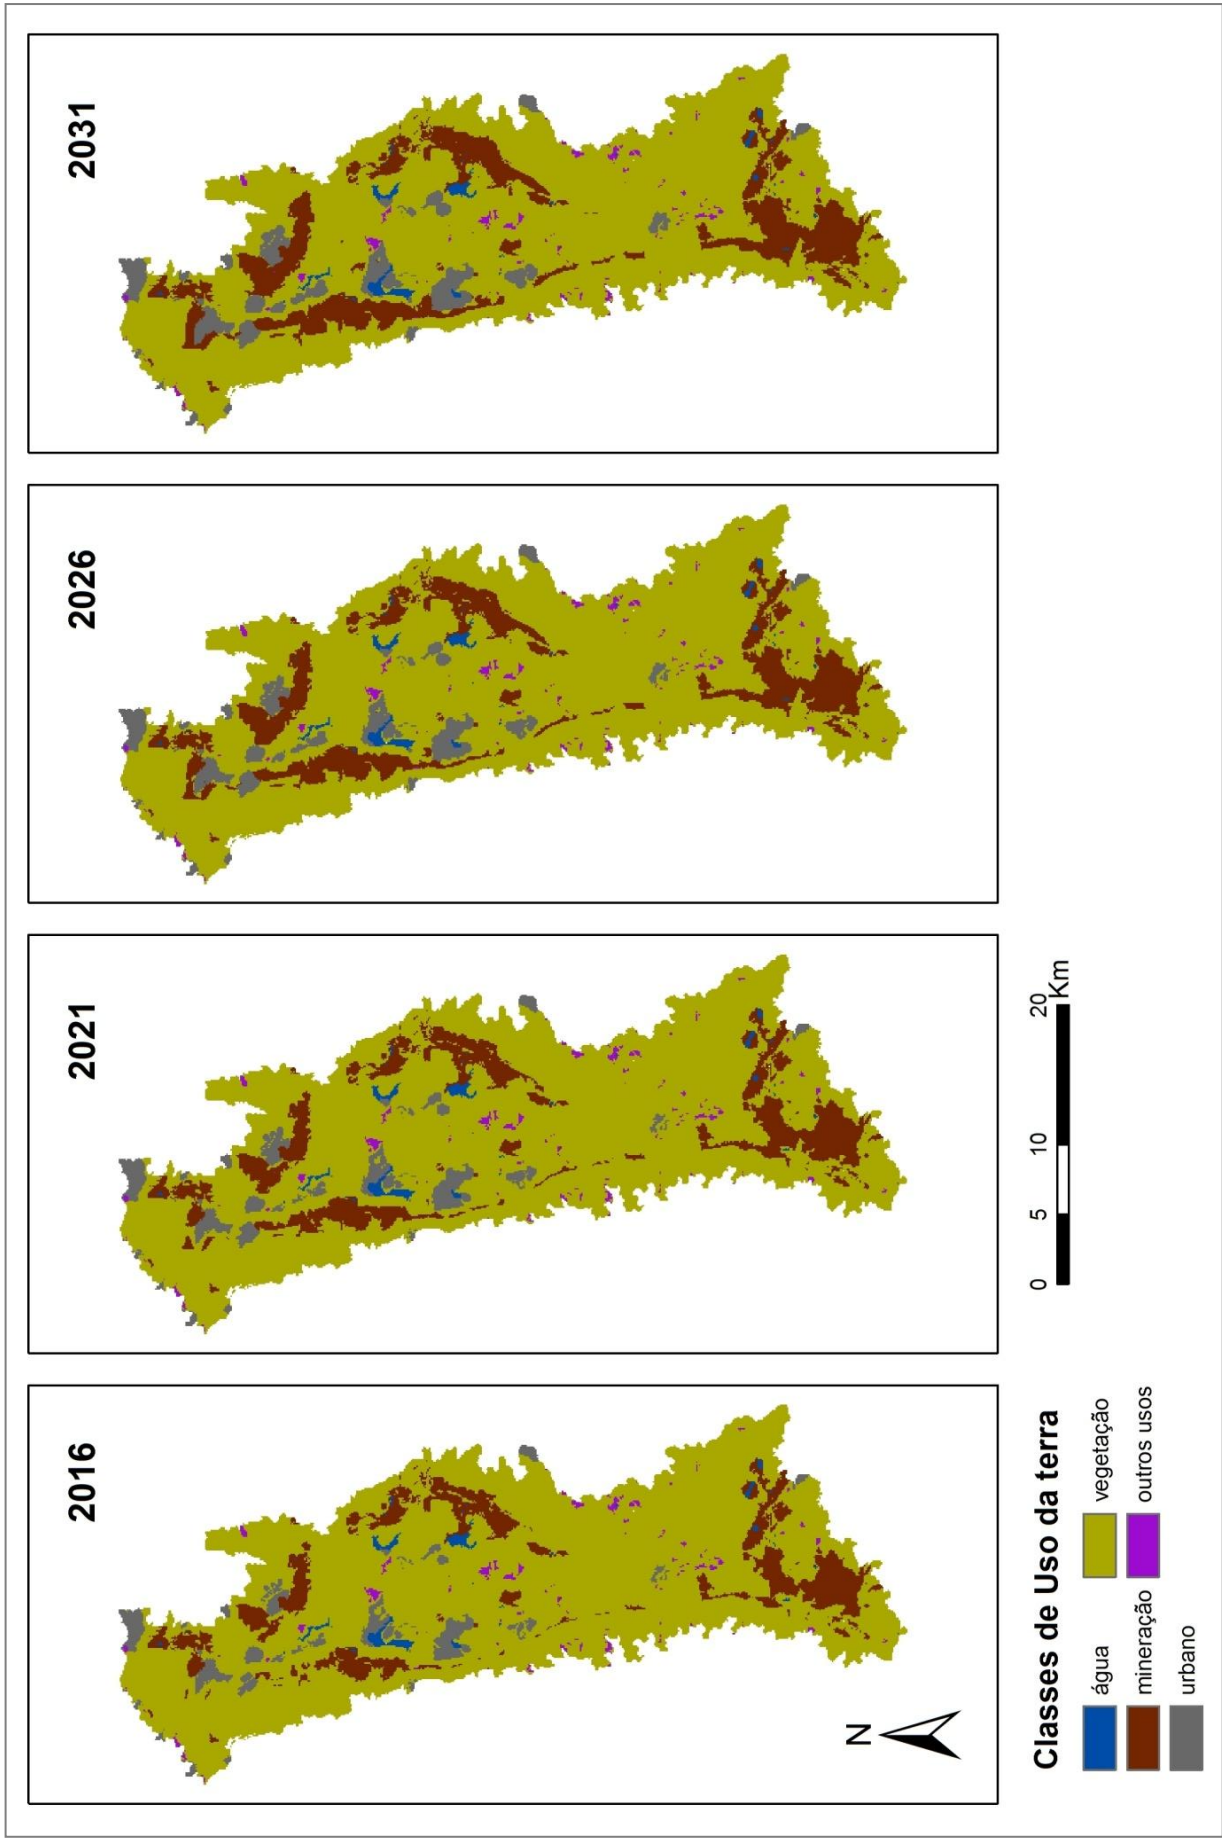 2016
2021
2026
2031
N
Classes de Uso da terra
água
vegetação
mineração
outros usos
urbano
0 5 10 20
Km